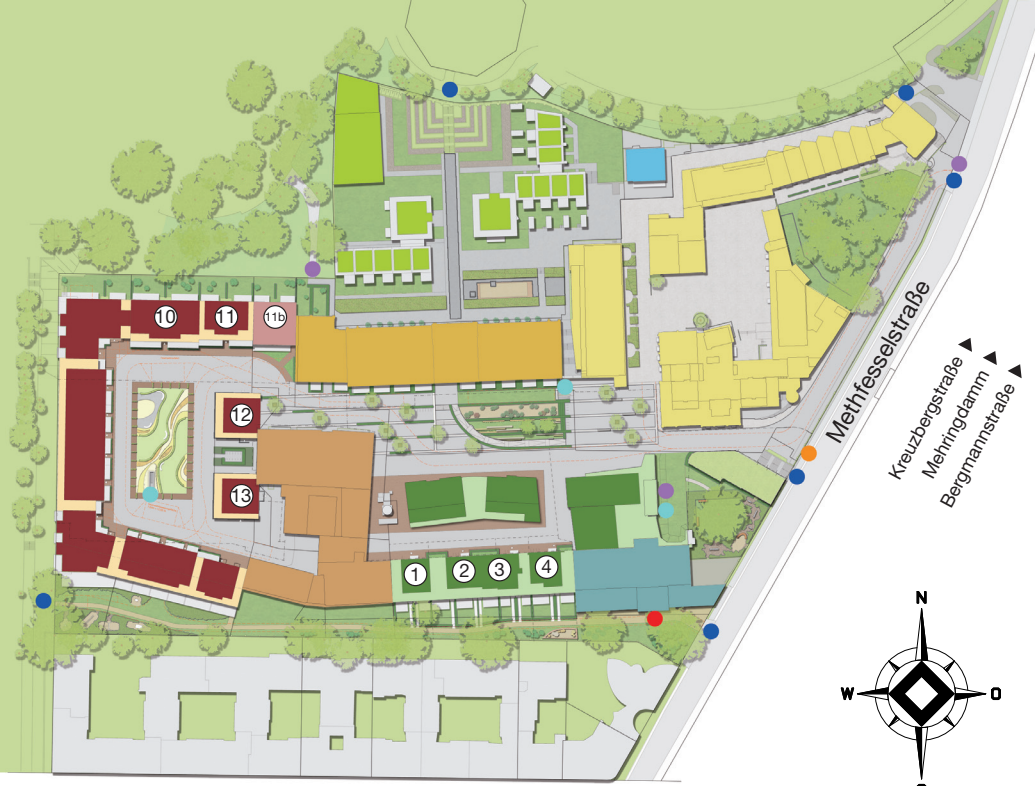 10
11
11b
12
13
1
2
3
4
Methfesselstraße
Kreuzbergstraße
Mehringdamm
Bergmannstraße
N
W
O